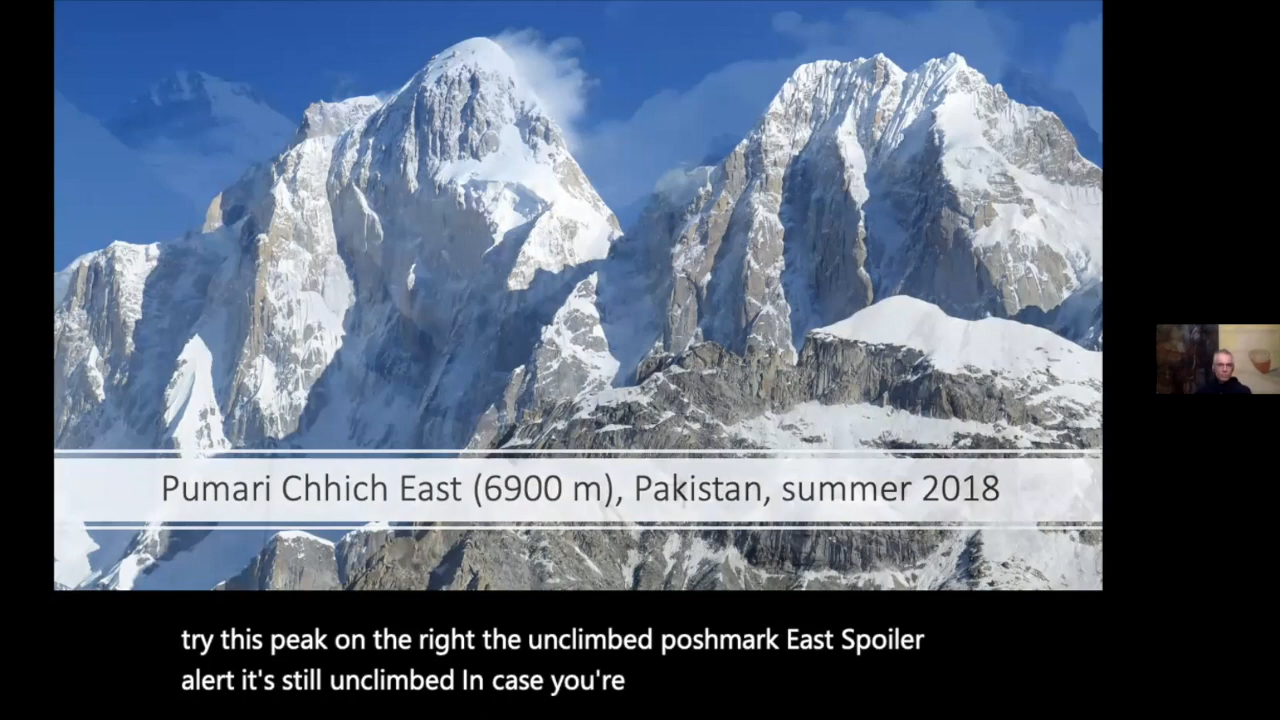 Pumari Chhich East (6900 m), Pakistan, summer 2018
try this peak on the right the unclimbed poshmark East Spoiler
alert it's still unclimbed In case you're